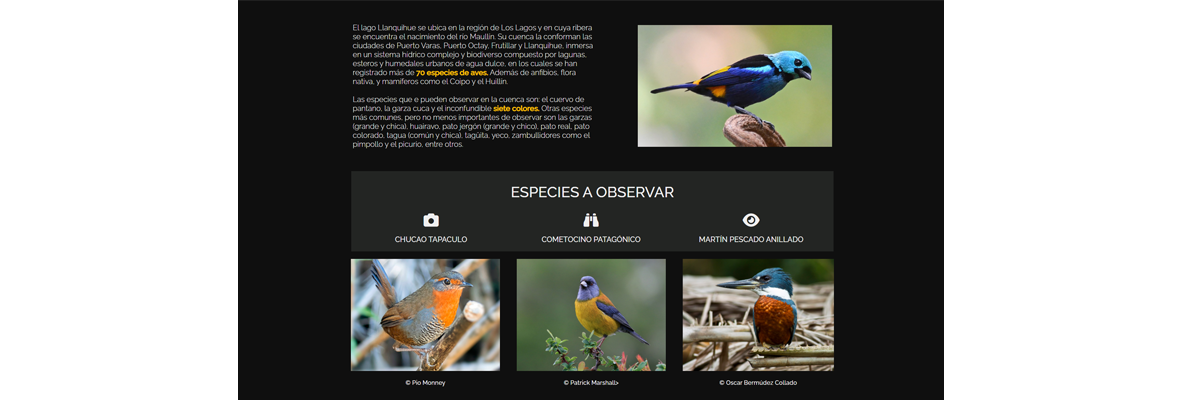 El lago Llanquihue se ubica en la región de Los Lagos y en cuya ribera
se encuentra el nacimiento del río Maullín. Su cuenca la conforman las
ciudades de Puerto Varas, Puerto Octay, Frutillar y Llanquihue, inmersa
en un sistema hídrico complejo y biodiverso compuesto por lagunas,
esteros y humedales urbanos de agua dulce, en los cuales se han
registrado más de 70 especies de aves. Además de anfibios, flora
nativa, y mamíferos como el Coipo y el Huillín.
Las especies que e pueden observar en la cuenca son: el cuervo de
pantano, la garza cuca y el inconfundible siete colores. Otras especies
más comunes, pero no menos importantes de observar son las garzas
(grande y chica), huairavo, pato jergón (grande y chico), pato real, pato
colorado, tagua (común y chica), tagüita, yeco, zambullidores como el
pimpollo y el picurio, entre otros.
ESPECIES A OBSERVAR
CHUCAO TAPACULO
COMETOCINO PATAGÓNICO
MARTÍN PESCADO ANILLADO
© Pio Monney
© Patrick Marshall>
© Oscar Bermúdez Collado